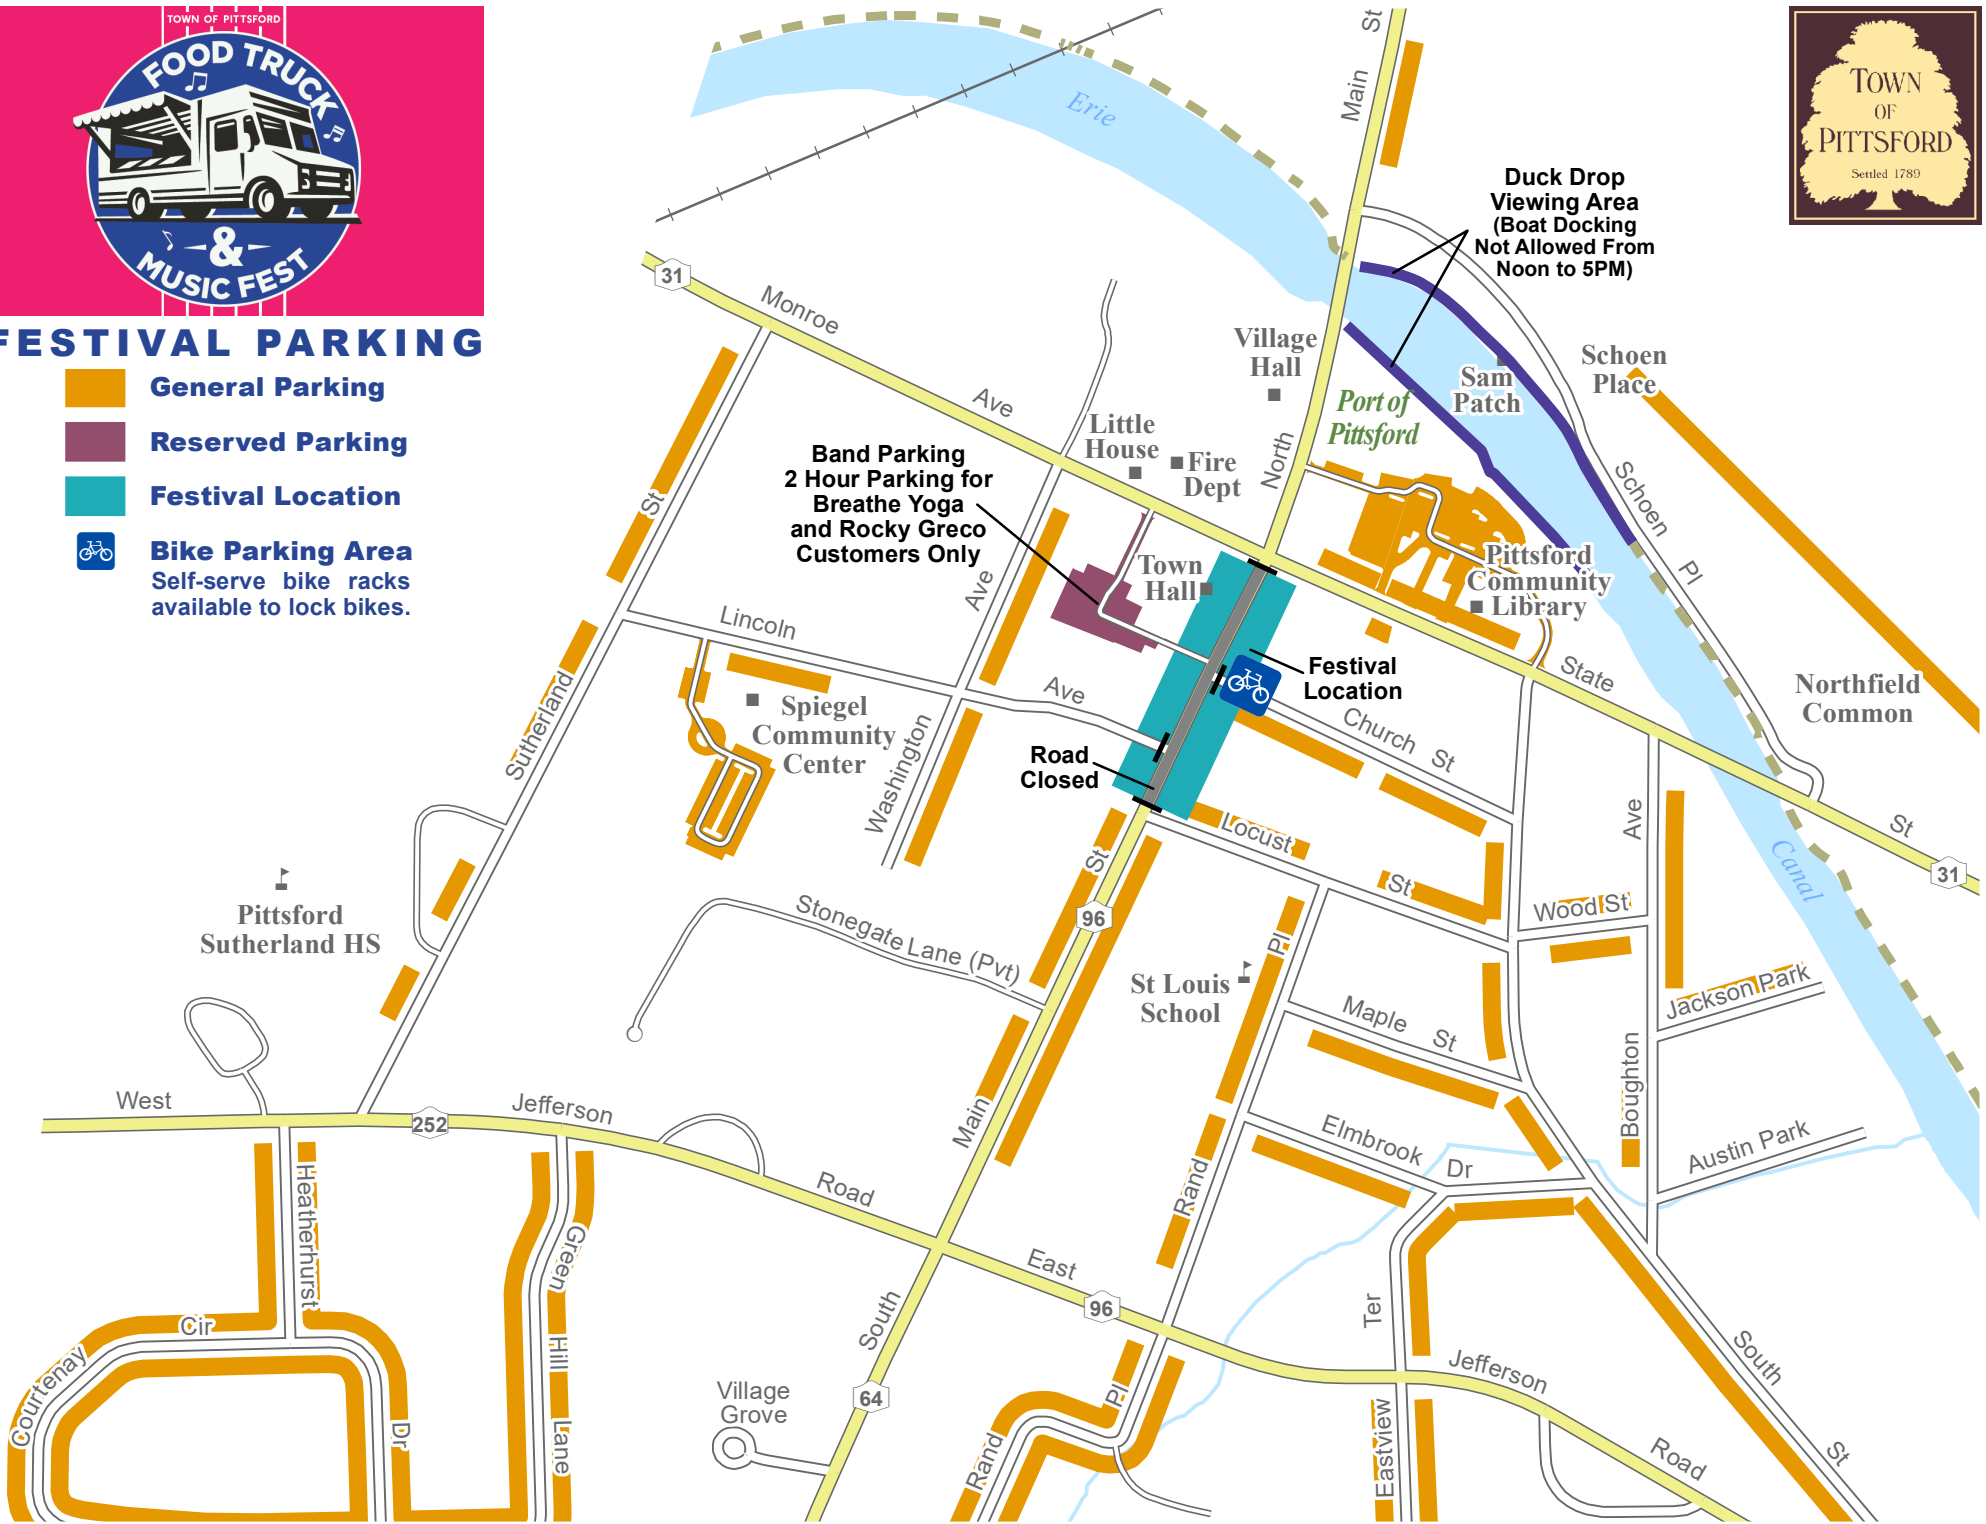 TOWN OF PITTSFORD
FOOD TRUCK
&
MUSIC FEST
FESTIVAL PARKING
General Parking
Reserved Parking
Festival Location
Bike Parking Area
Self-serve bike racks
available to lock bikes.
TOWN
OF
PITTSFORD
Settled 1789
Erie
Main
St
Duck Drop
Viewing Area
(Boat Docking
Not Allowed From
Noon to 5PM)
31
Monroe
Ave
Village
Hall
North
Port of
Pittsford
Sam
Patch
Schoen
Place
Schoen
Pl
Little
House
Fire
Dept
Band Parking
2 Hour Parking for
Breathe Yoga
and Rocky Greco
Customers Only
Town
Hall
Pittsford
Community
Library
St
Sutherland
Lincoln
Ave
Ave
Washington
Spiegel
Community
Center
Festival
Location
Road
Closed
Church
St
State
St
31
Northfield
Common
Canal
Locust
St
St
96
Main
Ave
Boughton
Wood St
Jackson Park
Austin Park
Pittsford
Sutherland HS
Stonegate Lane (Pvt)
St Louis
School
Pl
Rand
Maple
St
Elmbrook
Dr
West
252
Jefferson
Road
East
96
Jefferson
Road
Heatherhurst
Dr
Cir
Courtenay
Green
Hill
Lane
South
64
Village
Grove
Rand
Pl
Ter
Eastview
South
St